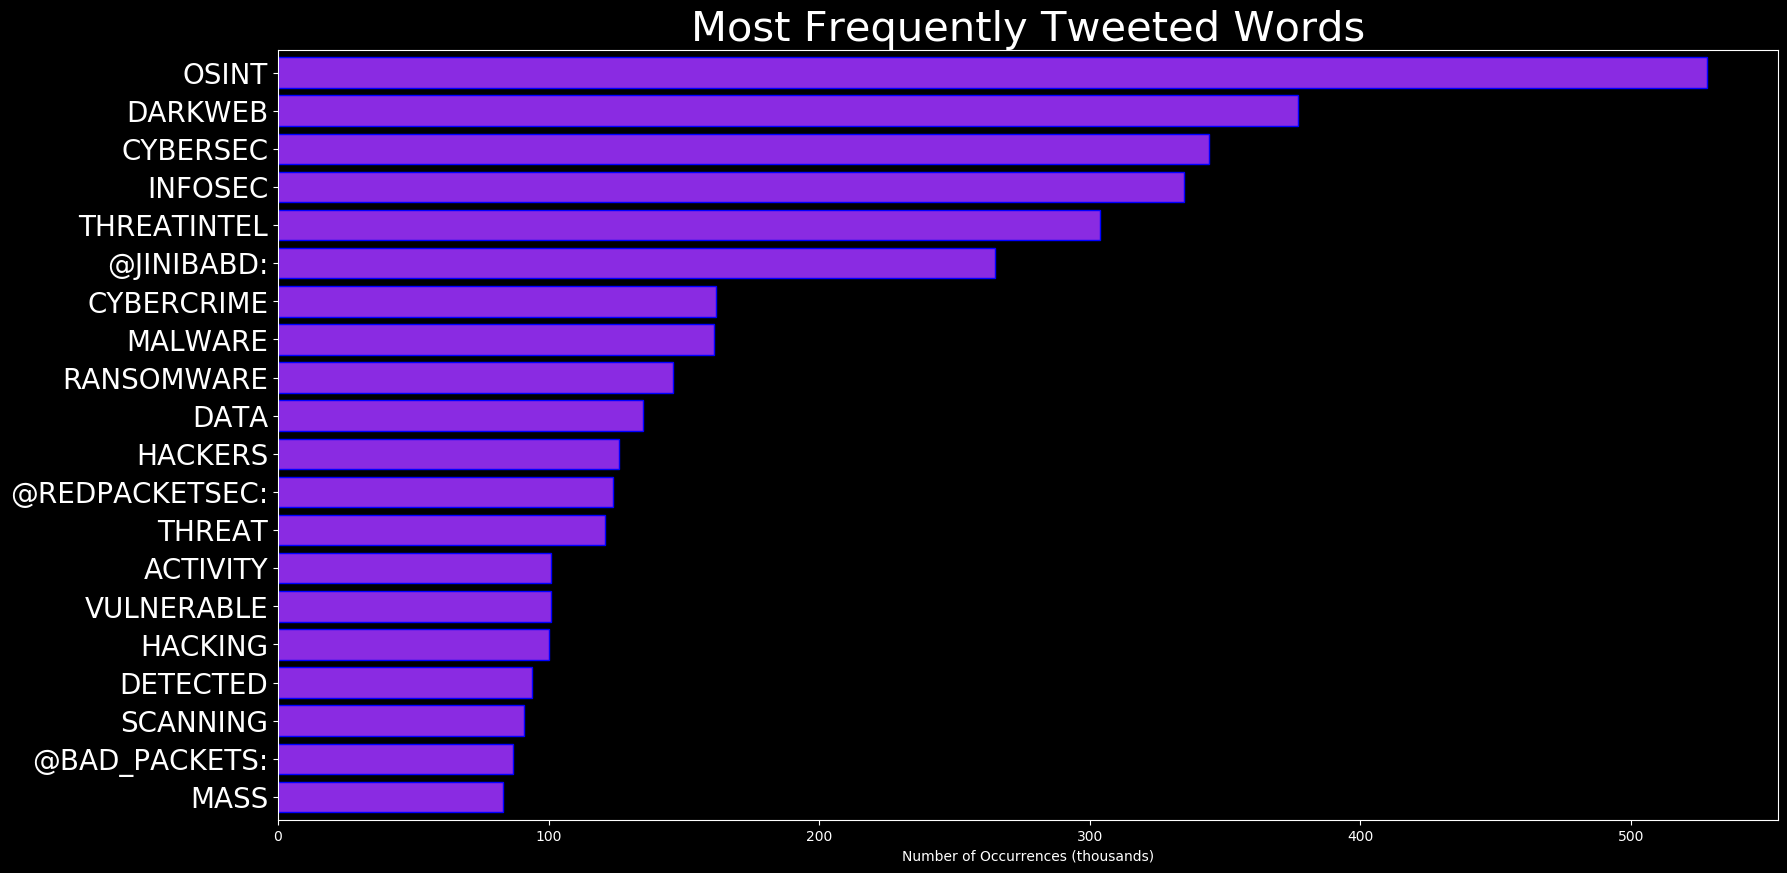 Most Frequently Tweeted Words
OSINT
DARKWEB
CYBERSEC
INFOSEC
THREATINTEL
@JINIBABD:
CYBERCRIME
MALWARE
RANSOMWARE
DATA
HACKERS
@REDPACKETSEC:
THREAT
ACTIVITY
VULNERABLE
HACKING
DETECTED
SCANNING
@BAD_PACKETS:
MASS
0 100 200 300 400 500
Number of Occurrences (thousands)